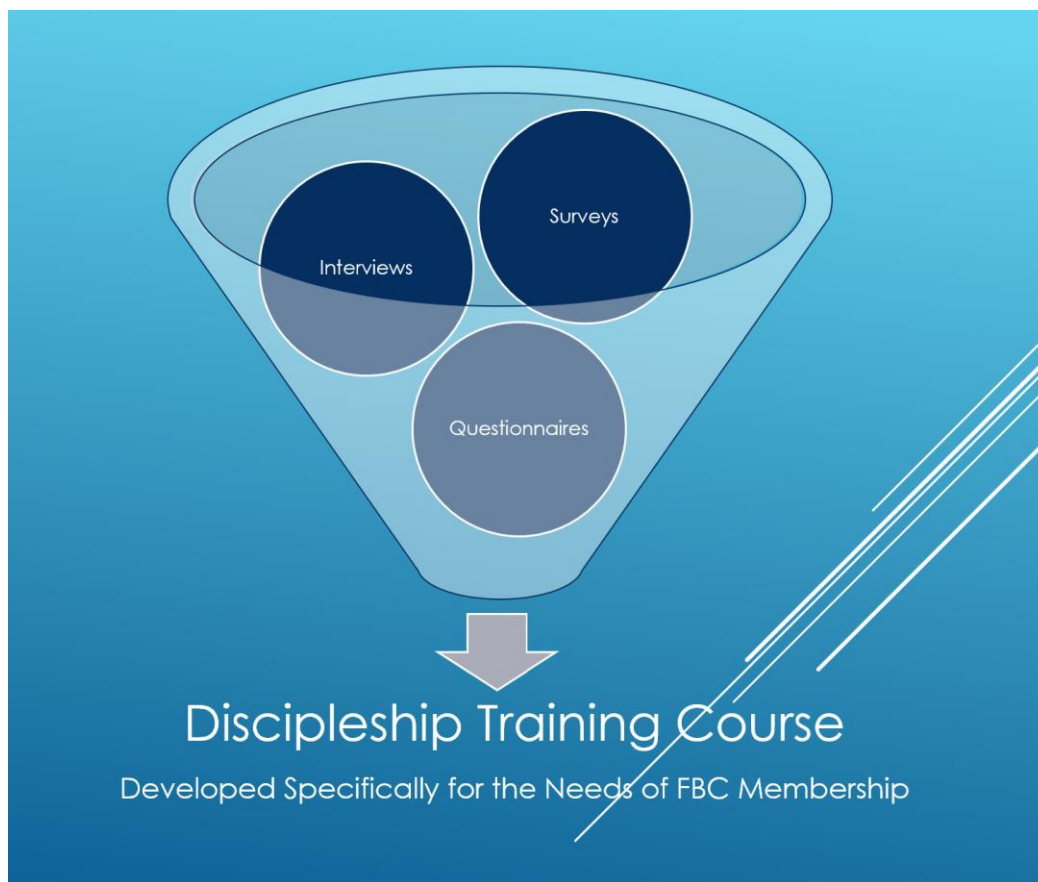 Surveys
Interviews
Questionnaires
Discipleship Training Course
Developed Specifically for the Needs of FBC Membership